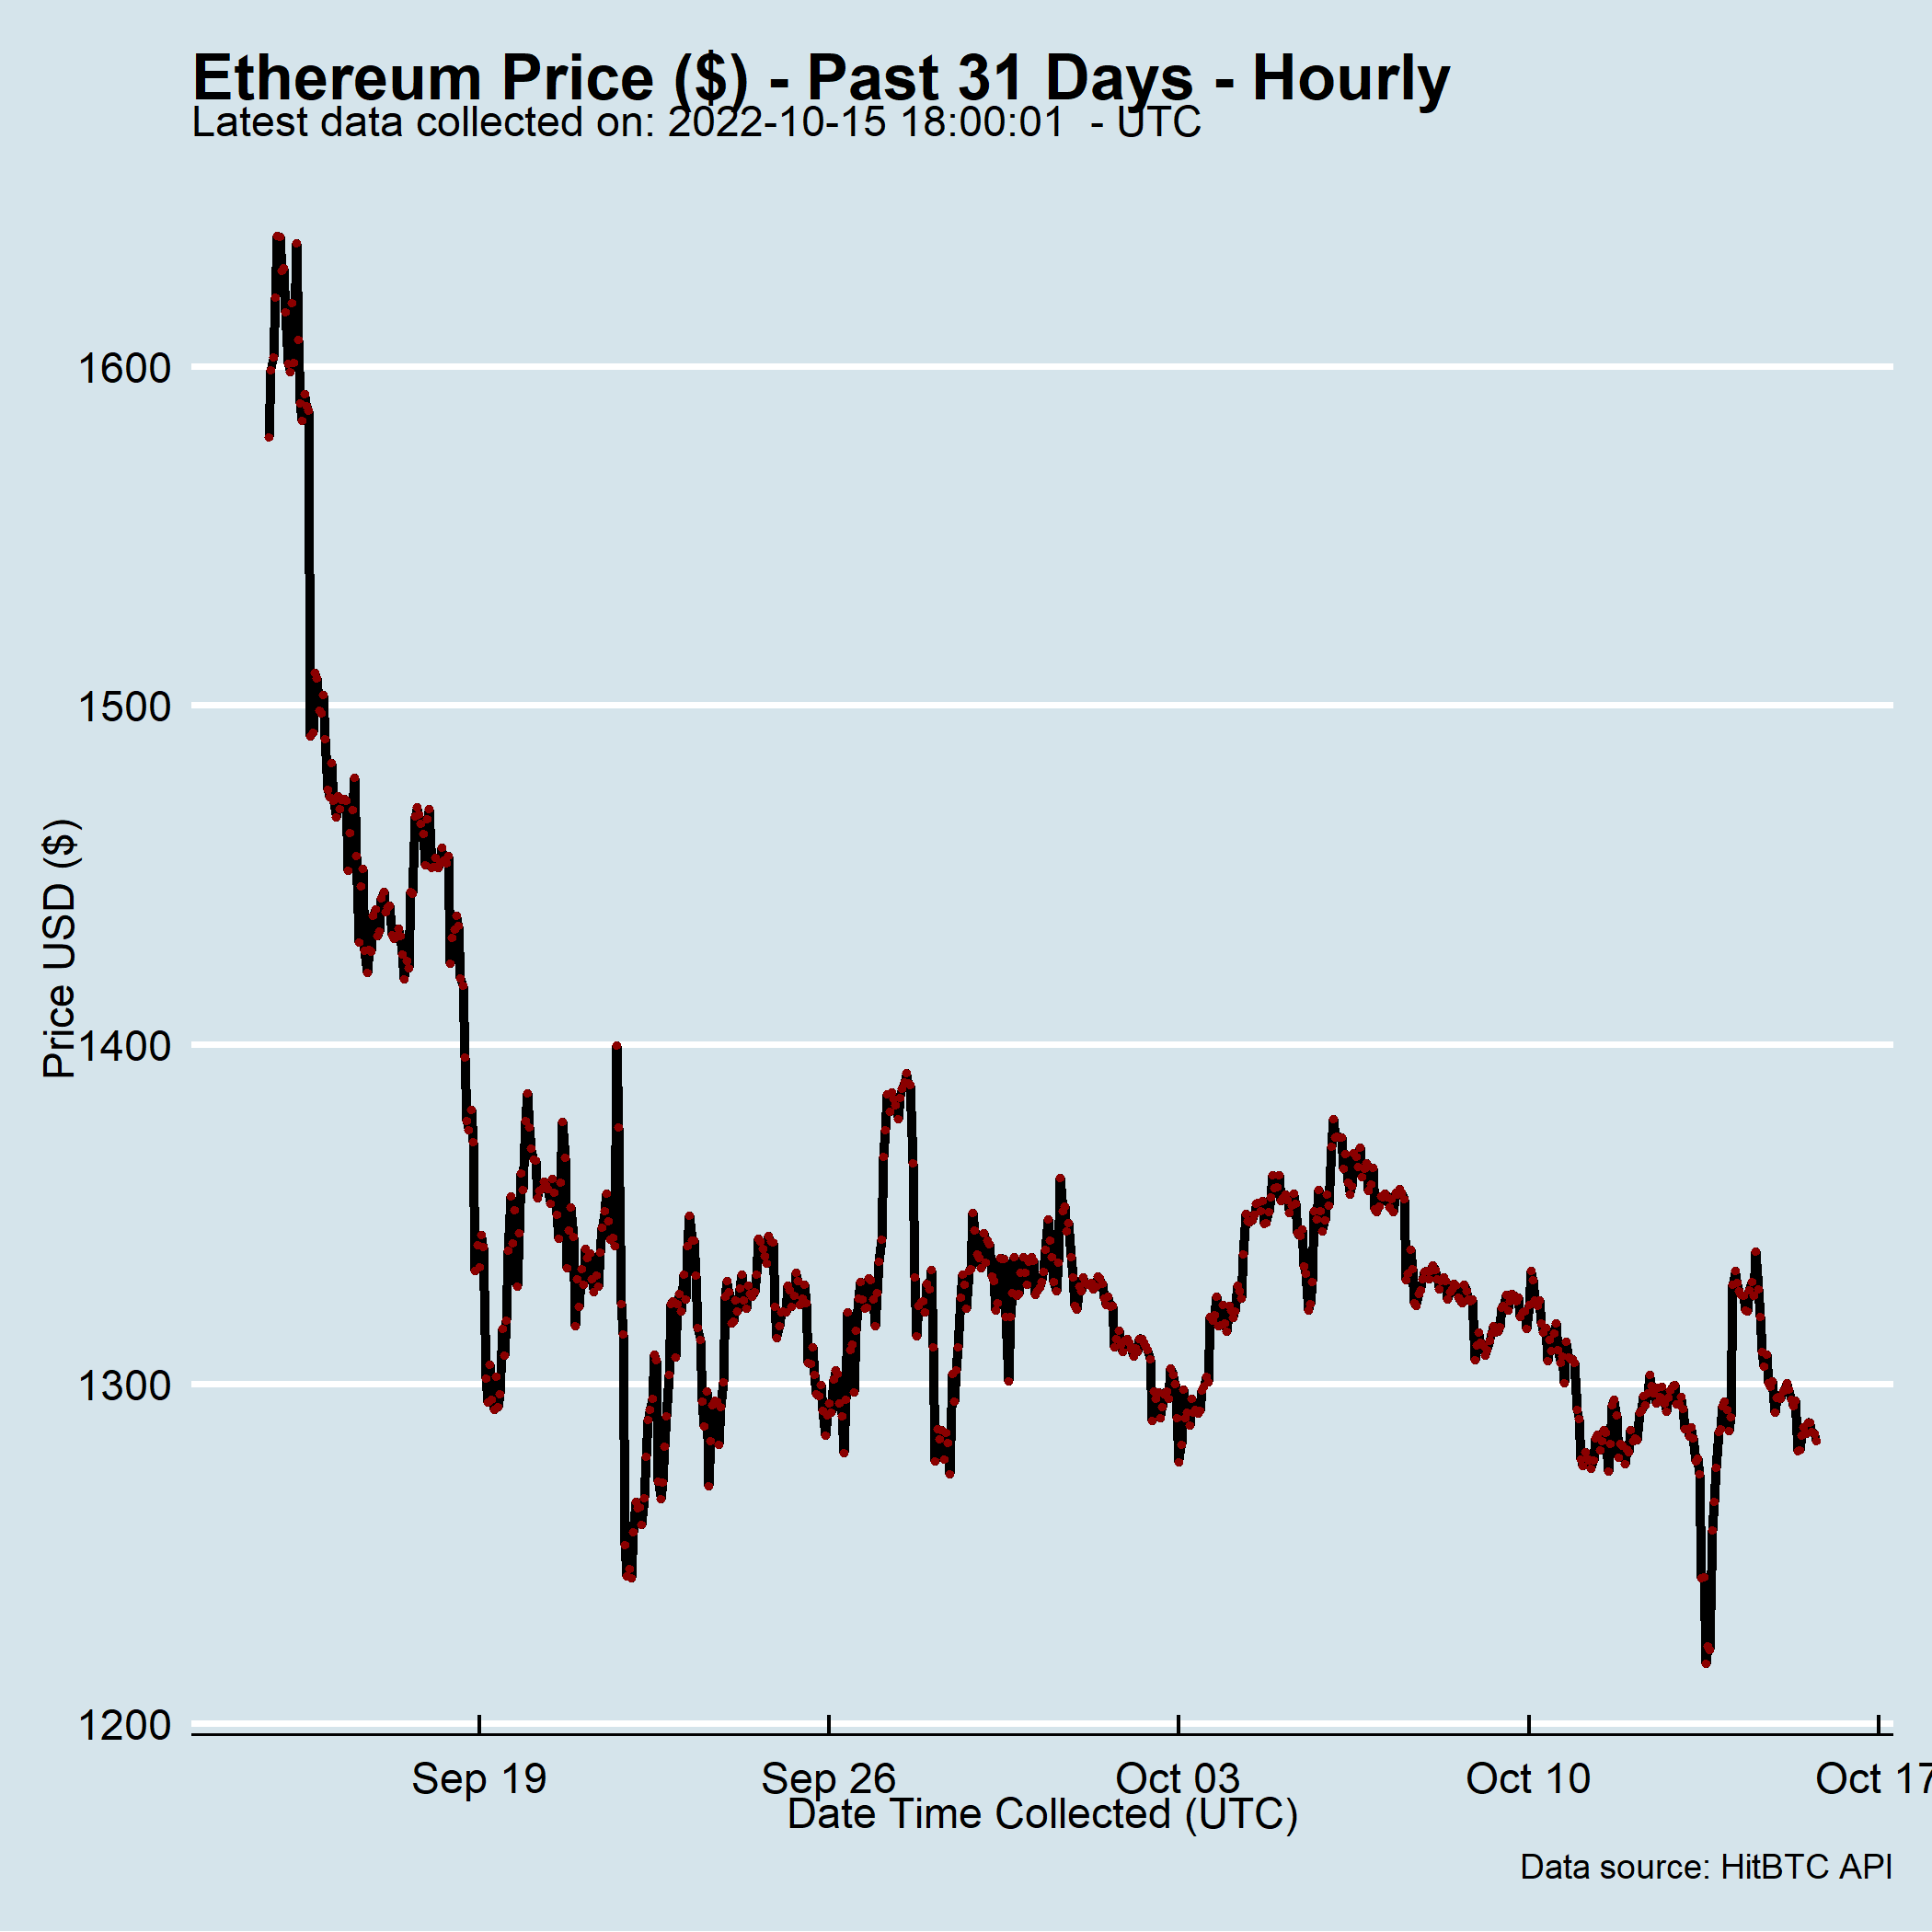 Ethereum Price ($) - Past 31 Days - Hourly
Latest data collected on: 2022-10-15 18:00:01  - UTC
Price USD ($)
1600
1500
1400
1300
1200
Sep 19
Sep 26
Oct 03
Oct 10
Oct 17
Date Time Collected (UTC)
Data source: HitBTC API